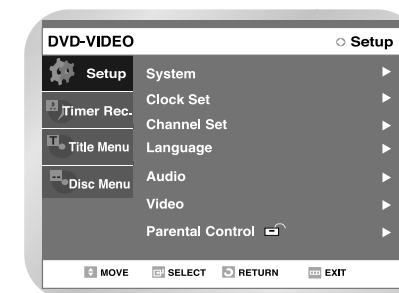 DVD-VIDEO
Setup
Setup
System
Clock Set
Timer Rec.
Channel Set
Title Menu
Language
Disc Menu
Audio
Video
Parental Control
MOVE
SELECT
RETURN
EXIT